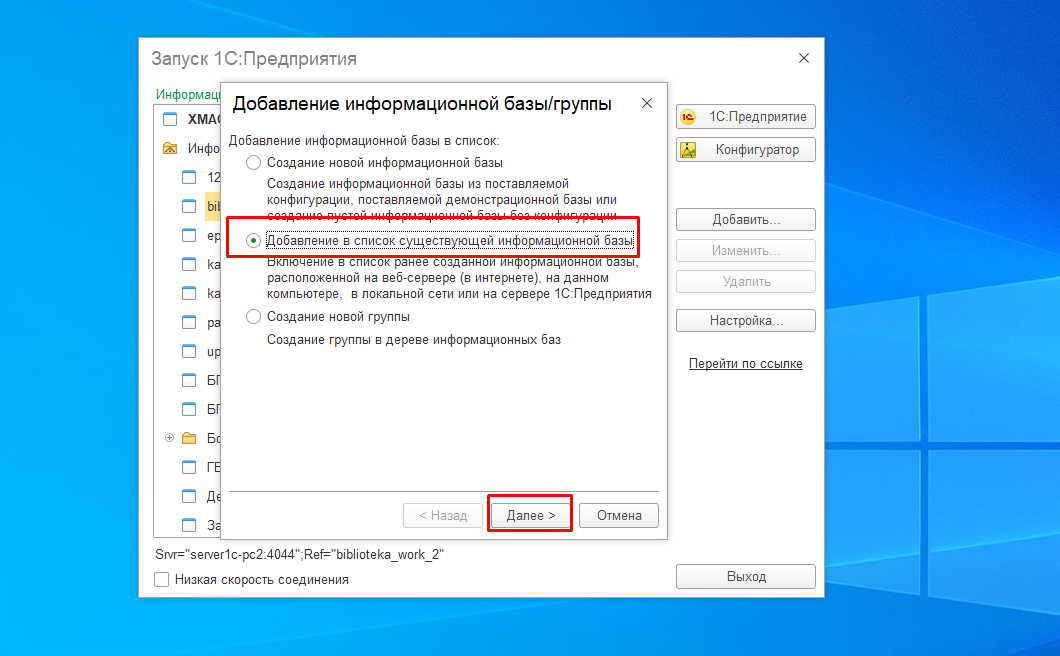 Запуск 1С:Предприятия
Добавление информационной базы/группы
Добавление информационной базы в список:
Создание новой информационной базы
Создание информационной базы из поставляемой
конфигурации, поставляемой демонстрационной базы или
создание пустой информационной базы без конфигурации
Добавление в список существующей информационной базы
Включение в список ранее созданной информационной базы,
расположенной на веб-сервере (в интернете), на данном
компьютере, в локальной сети или на сервере 1С:Предприятия
Создание новой группы
Создание группы в дереве информационных баз
< Назад
Далее >
Отмена
1С:Предприятие
Конфигуратор
Добавить...
Изменить...
Удалить
Настройка...
Перейти по ссылке
Выход
Информац
ХМАО
Инфо
12
bib
ep
ka
ka
pa
up
БГ
БГ
Бо
ГБ
Де
За
Srvr="server1c-pc2:4044";Ref="biblioteka_work_2"
Низкая скорость соединения